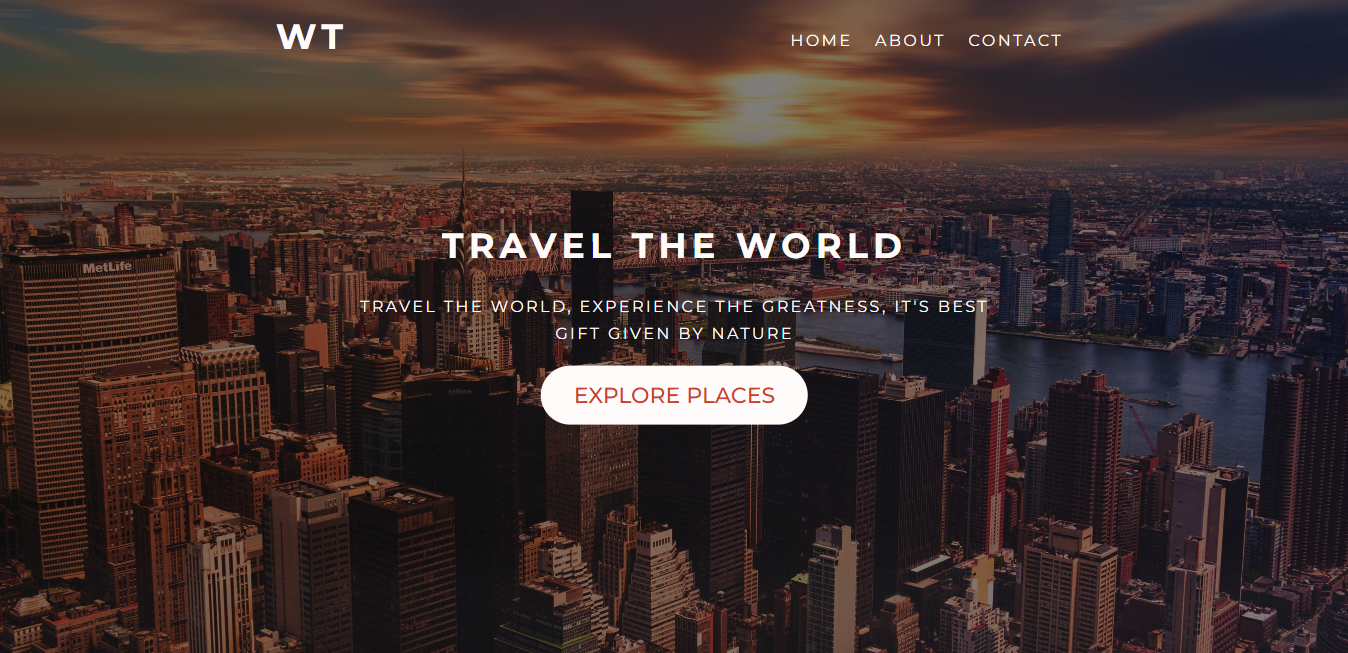 WT
HOME ABOUT CONTACT
MetLife
TRAVEL THE WORLD
TRAVEL THE WORLD, EXPERIENCE THE GREATNESS, IT'S BEST
GIFT GIVEN BY NATURE
EXPLORE PLACES